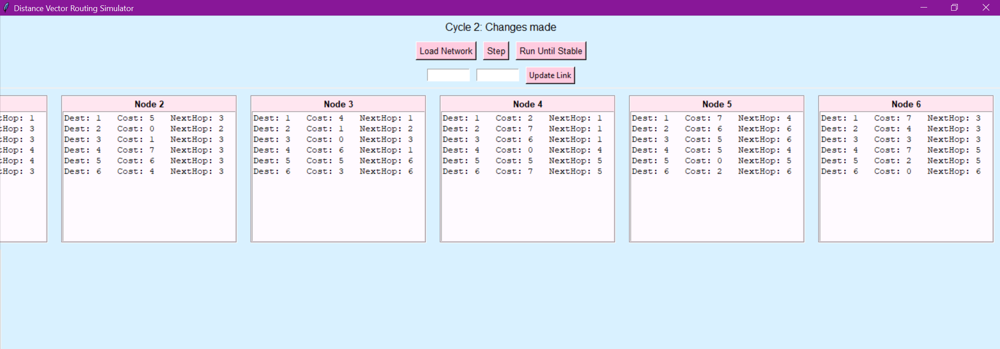 Distance Vector Routing Simulator
Cycle 2: Changes made
Load Network Step Run Until Stable
Update Link
Hop: 1
Hop: 3
Hop: 3
Hop: 4
Hop: 4
Hop: 3
Node 2
Dest: 1 Cost: 5 NextHop: 3
Dest: 2 Cost: 0 NextHop: 2
Dest: 3 Cost: 1 NextHop: 3
Dest: 4 Cost: 7 NextHop: 3
Dest: 5 Cost: 6 NextHop: 3
Dest: 6 Cost: 4 NextHop: 3
Node 3
Dest: 1 Cost: 4 NextHop: 1
Dest: 2 Cost: 1 NextHop: 2
Dest: 3 Cost: 0 NextHop: 3
Dest: 4 Cost: 6 NextHop: 1
Dest: 5 Cost: 5 NextHop: 6
Dest: 6 Cost: 3 NextHop: 6
Node 4
Dest: 1 Cost: 2 NextHop: 1
Dest: 2 Cost: 7 NextHop: 1
Dest: 3 Cost: 6 NextHop: 1
Dest: 4 Cost: 0 NextHop: 4
Dest: 5 Cost: 5 NextHop: 5
Dest: 6 Cost: 7 NextHop: 5
Node 5
Dest: 1 Cost: 7 NextHop: 4
Dest: 2 Cost: 6 NextHop: 6
Dest: 3 Cost: 5 NextHop: 6
Dest: 4 Cost: 5 NextHop: 4
Dest: 5 Cost: 0 NextHop: 5
Dest: 6 Cost: 2 NextHop: 6
Node 6
Dest: 1 Cost: 7 NextHop: 3
Dest: 2 Cost: 4 NextHop: 3
Dest: 3 Cost: 3 NextHop: 3
Dest: 4 Cost: 7 NextHop: 5
Dest: 5 Cost: 2 NextHop: 5
Dest: 6 Cost: 0 NextHop: 6